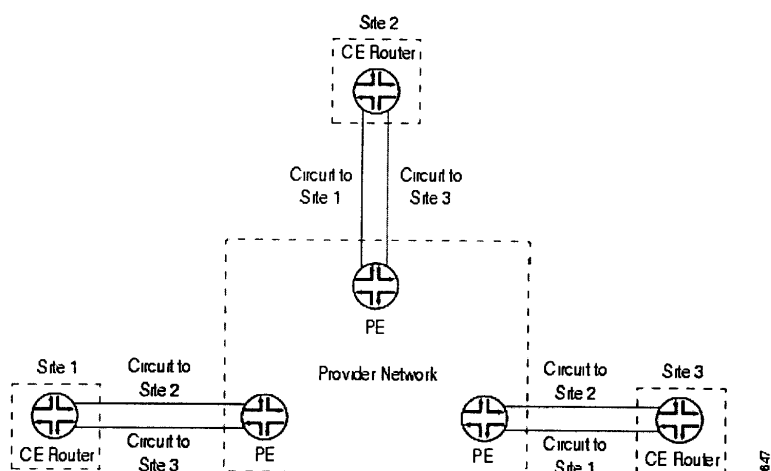 Site 2
CE Router
Circuit to
Site 1
Circuit to
Site 3
PE
Provider Network
Site 1
Circuit to
Site 2
CE Router
Circuit to
Site 3
PE
Circuit to
Site 2
Site 3
PE
Circuit to
Site 1
CE Router